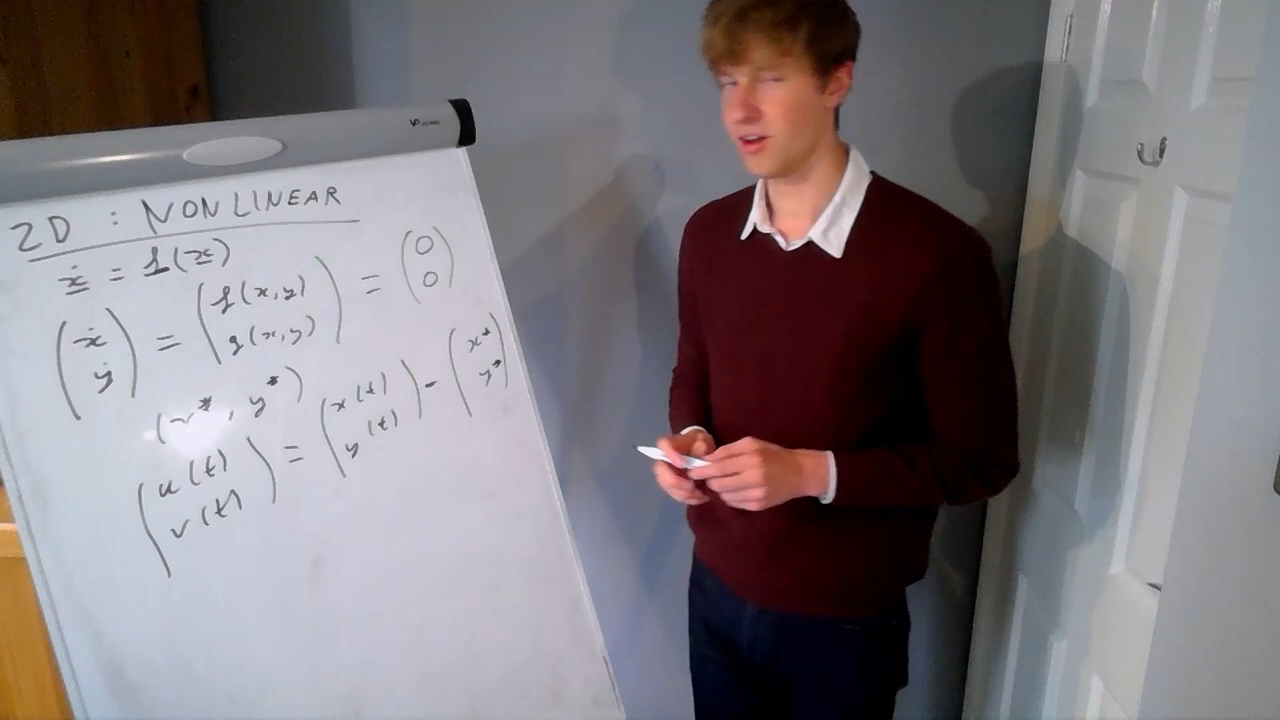 2D : NONLINEAR
ẋ = f(x)
(ẋ ẏ) = (f(x,y) g(x,y)) = (0 0)
(x*, y*)
(u(t) v(t)) = (x(t) y(t)) - (x* y*)